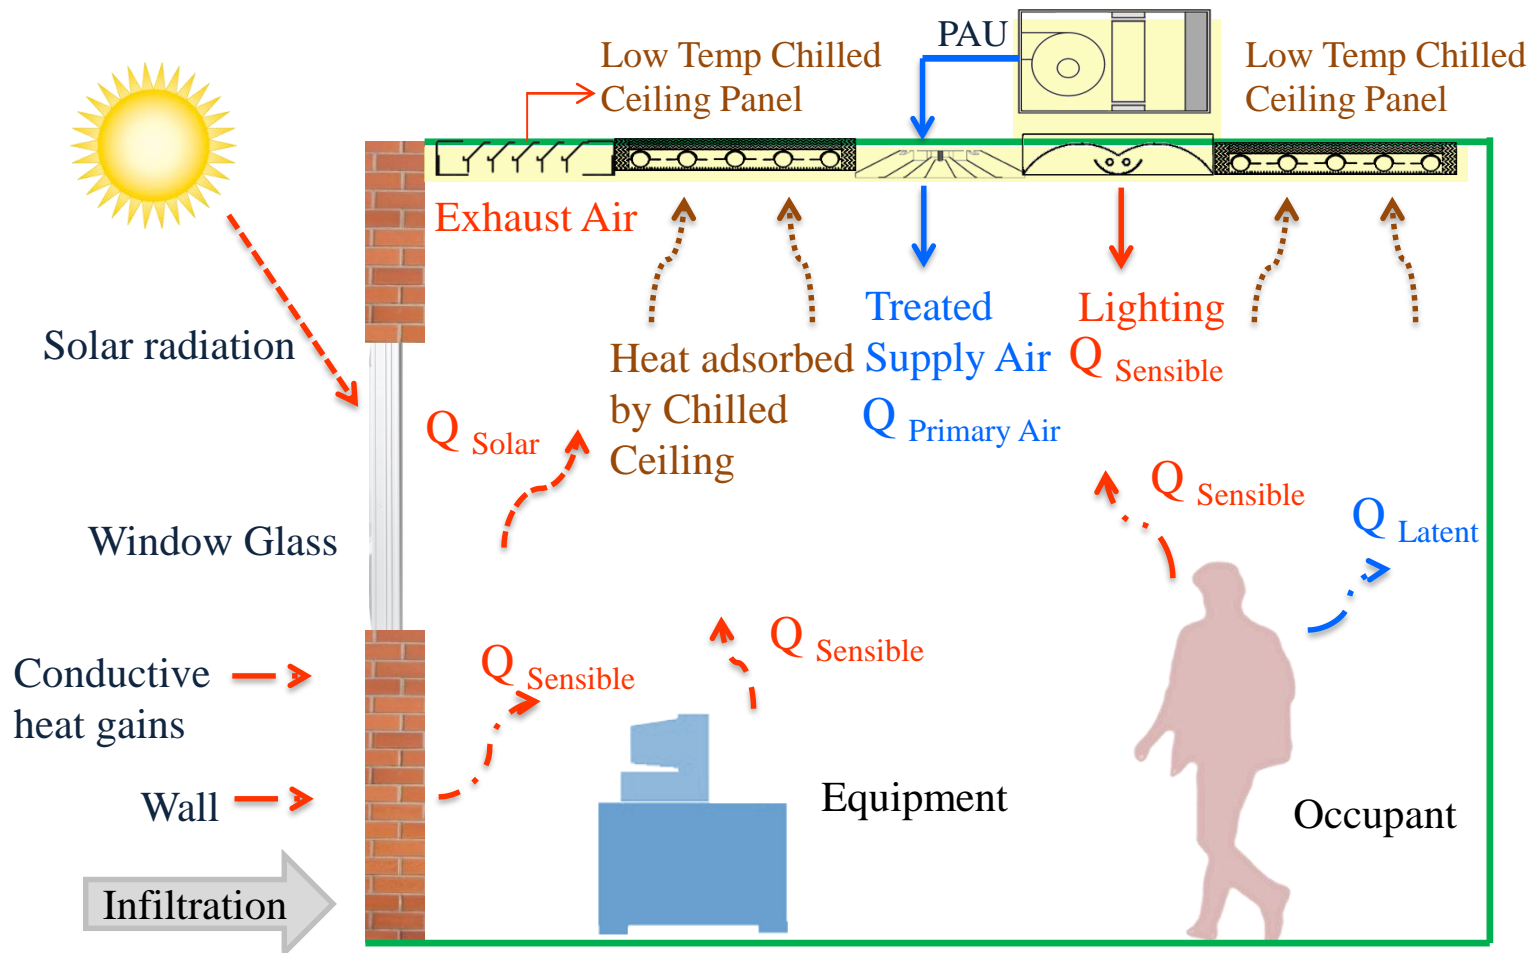 PAU
Low Temp Chilled
Ceiling Panel
Low Temp Chilled
Ceiling Panel
Exhaust Air
Solar radiation
Heat adsorbed
by Chilled
Ceiling
Treated
Supply Air
Q Primary Air
Lighting
Q Sensible
Q Solar
Q Sensible
Q Latent
Window Glass
Q Sensible
Q Sensible
Conductive
heat gains
Wall
Equipment
Occupant
Infiltration